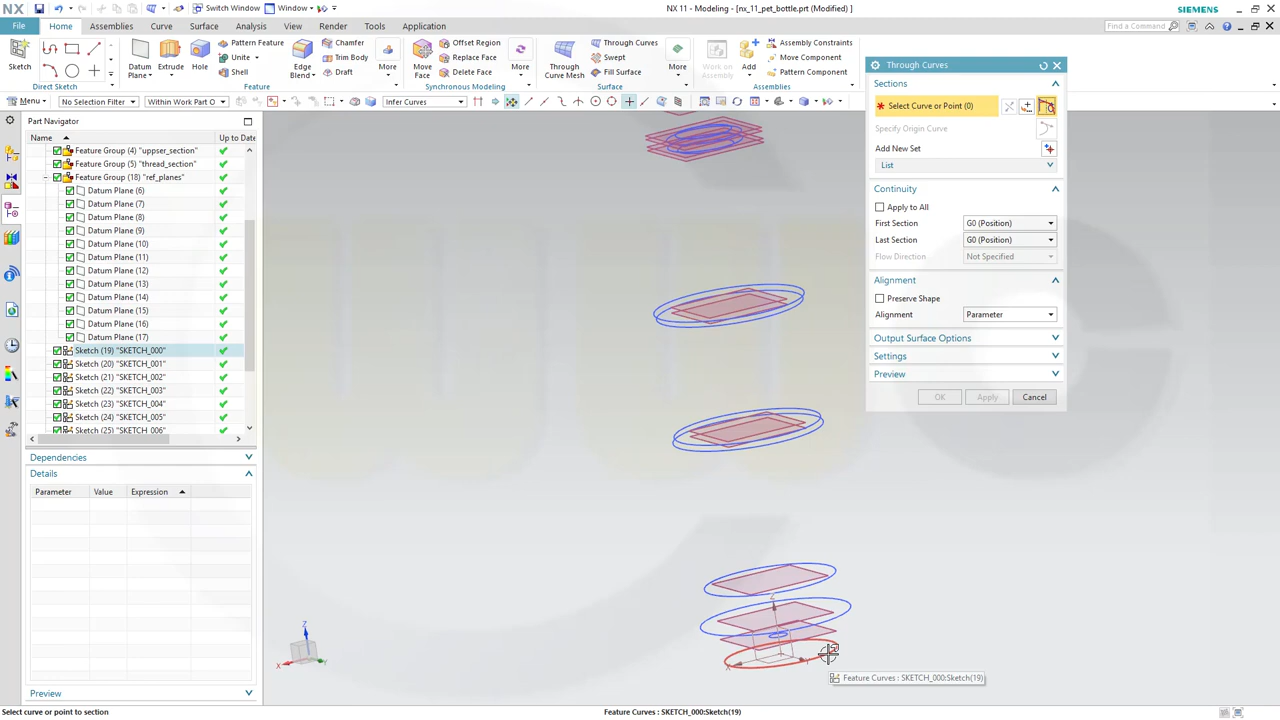 Switch Window Window NX 11 - Modeling - [nx_11_pet_bottle.prt (Modified) ] SIEMENS
File Home Assemblies Curve Surface Analysis View Render Tools Application Find a Command
Sketch Datum Plane Extrude Hole Pattern Feature Unite Shell Edge Blend Chamfer Trim Body Draft More Move Face Offset Region Replace Face Delete Face More Through Curve Mesh Through Curves Swept Fill Surface More Work on Assembly Add Assembly Constraints Move Component Pattern Component
Direct Sketch Feature Synchronous Modeling Surface Assemblies
Menu No Selection Filter Within Work Part O Infer Curves
Part Navigator
Name Up to Date
Feature Group (4) "uppser_section"
Feature Group (5) "thread_section"
Feature Group (18) "ref_planes"
Datum Plane (6)
Datum Plane (7)
Datum Plane (8)
Datum Plane (9)
Datum Plane (10)
Datum Plane (11)
Datum Plane (12)
Datum Plane (13)
Datum Plane (14)
Datum Plane (15)
Datum Plane (16)
Datum Plane (17)
Sketch (19) "SKETCH_000"
Sketch (20) "SKETCH_001"
Sketch (21) "SKETCH_002"
Sketch (22) "SKETCH_003"
Sketch (23) "SKETCH_004"
Sketch (24) "SKETCH_005"
Sketch (25) "SKETCH_006"
Dependencies
Details
Parameter Value Expression
Preview
Through Curves
Sections
* Select Curve or Point (0)
Specify Origin Curve
Add New Set
List
Continuity
Apply to All
First Section G0 (Position)
Last Section G0 (Position)
Flow Direction Not Specified
Alignment
Preserve Shape
Alignment Parameter
Output Surface Options
Settings
Preview
OK Apply Cancel
Z
X Y
Z
X Y
Feature Curves : SKETCH_000:Sketch(19)
Select curve or point to section Feature Curves : SKETCH_000:Sketch(19)